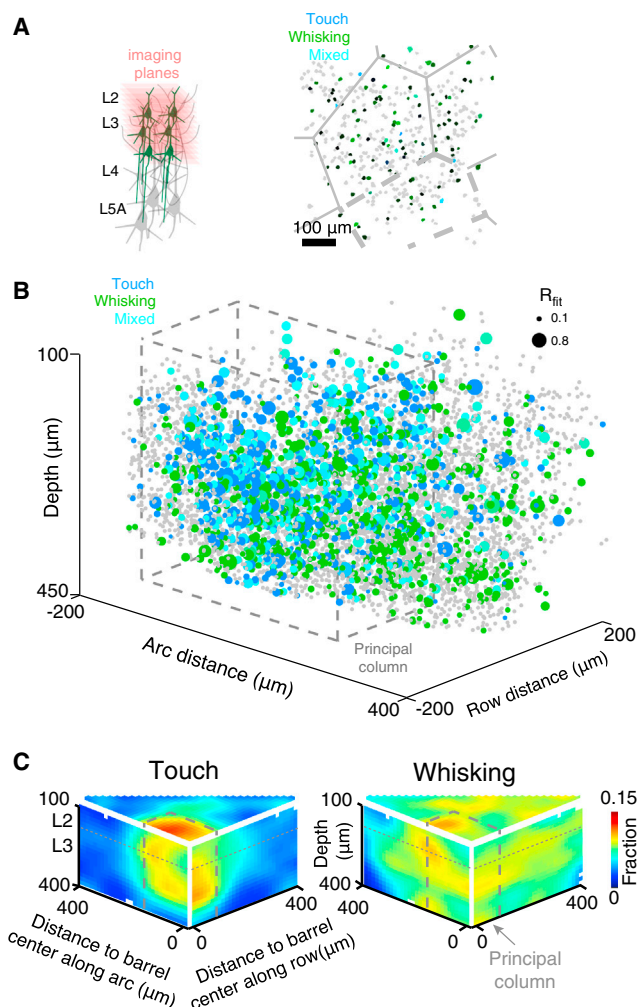 A
imaging
planes
L2
L3
L4
L5A
Touch
Whisking
Mixed
100 µm
B
Touch
Whisking
Mixed
Rfit
0.1
0.8
100
Depth (µm)
450
-200
Arc distance (µm)
400
-200
Row distance (µm)
200
Principal
column
C
Touch
100
L2
L3
400
400
0
0
400
Distance to barrel
center along arc (µm)
Distance to barrel
center along row(µm)
Whisking
100
Depth
(µm)
400
400
0
0
400
Principal
column
0.15
Fraction
0